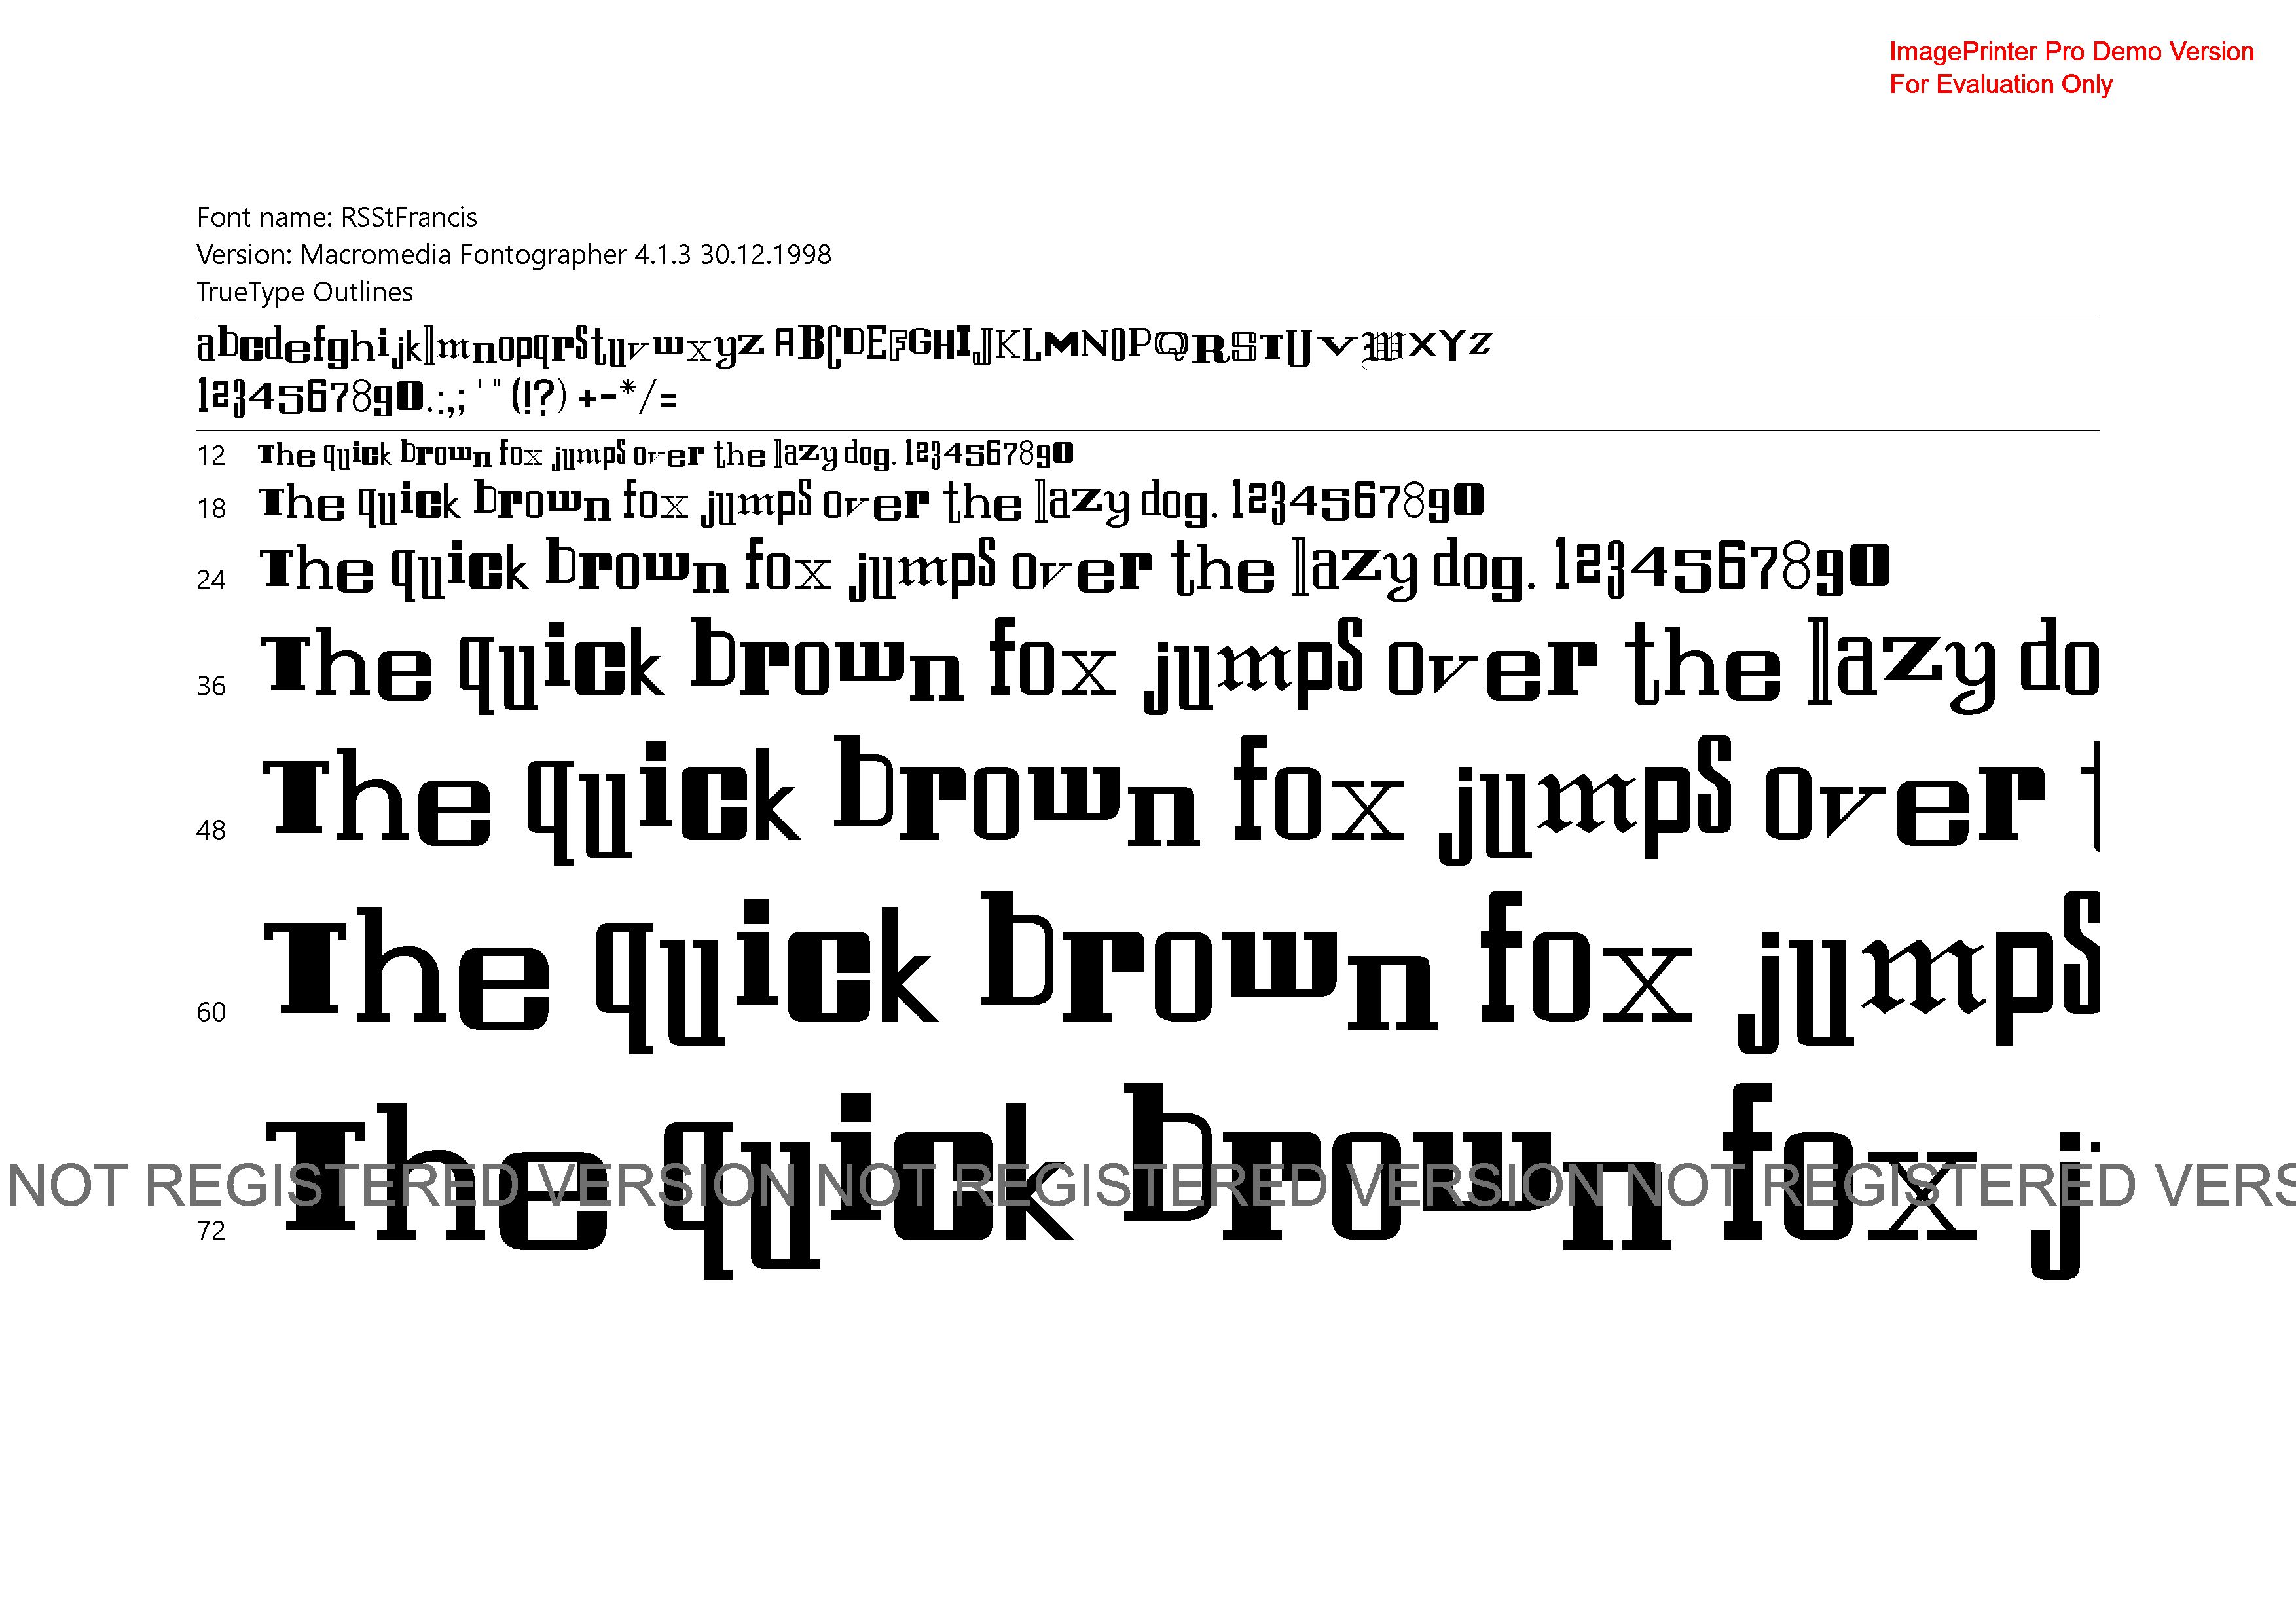 ImagePrinter Pro Demo Version
For Evaluation Only
Font name: RSStFrancis
Version: Macromedia Fontographer 4.1.3 30.12.1998
TrueType Outlines
abcdefghijklmnopqrstuvwxyz ABCDEFGHIJKLMNOPQRSTUVWXYZ
1234567890.:,; ' " (!?) +-*/=
12 The quick brown fox jumps over the lazy dog. 1234567890
18 The quick brown fox jumps over the lazy dog. 1234567890
24 The quick brown fox jumps over the lazy dog. 1234567890
36 The quick brown fox jumps over the lazy do
48 The quick brown fox jumps over t
60 The quick brown fox jumps
NOT REGISTERED VERSION NOT REGISTERED VERSION NOT REGISTERED VERS
72 The quick brown fox j